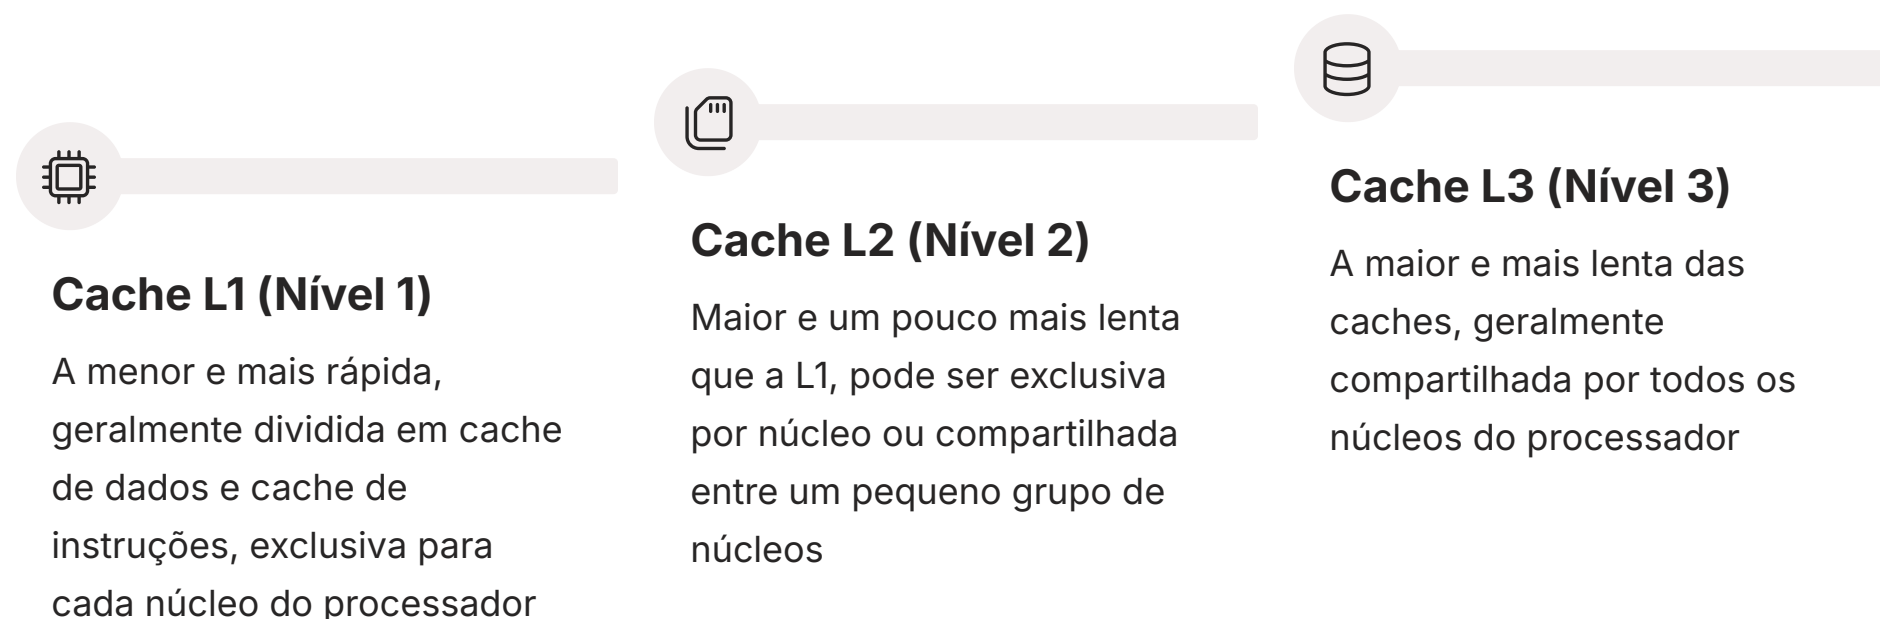 Cache L1 (Nível 1)
A menor e mais rápida,
geralmente dividida em cache
de dados e cache de
instruções, exclusiva para
cada núcleo do processador
Cache L2 (Nível 2)
Maior e um pouco mais lenta
que a L1, pode ser exclusiva
por núcleo ou compartilhada
entre um pequeno grupo de
núcleos
Cache L3 (Nível 3)
A maior e mais lenta das
caches, geralmente
compartilhada por todos os
núcleos do processador